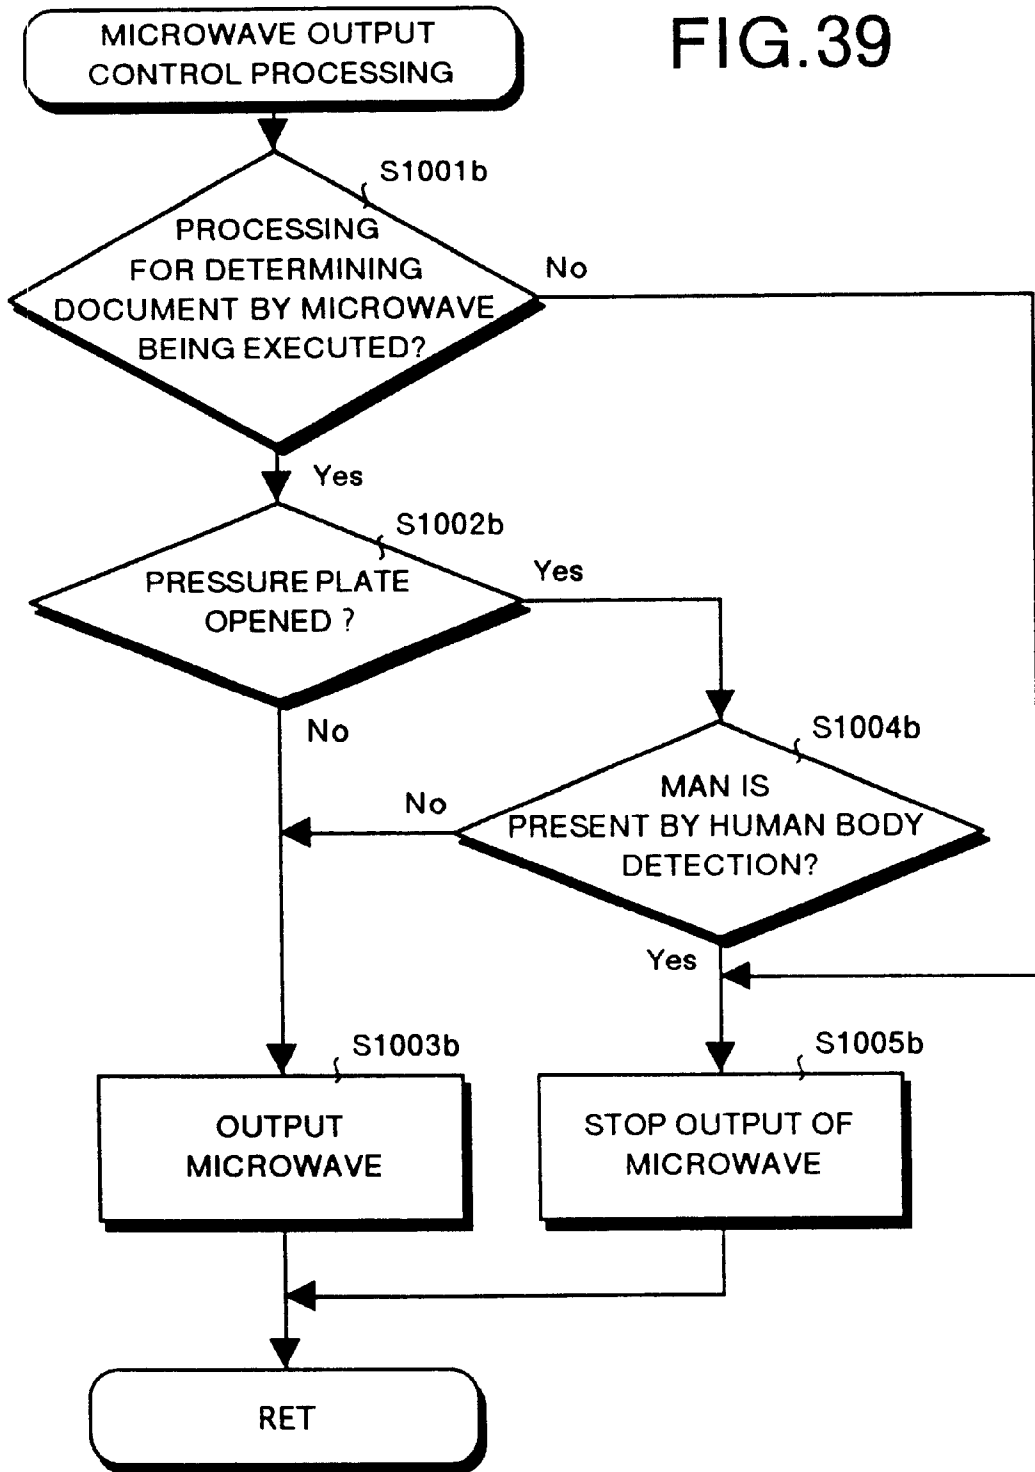 FIG.39
MICROWAVE OUTPUT
CONTROL PROCESSING
S1001b
PROCESSING
FOR DETERMINING
DOCUMENT BY MICROWAVE
BEING EXECUTED?
No
Yes
S1002b
PRESSURE PLATE
OPENED ?
Yes
No
S1004b
MAN IS
PRESENT BY HUMAN BODY
DETECTION?
No
Yes
S1003b
OUTPUT
MICROWAVE
S1005b
STOP OUTPUT OF
MICROWAVE
RET